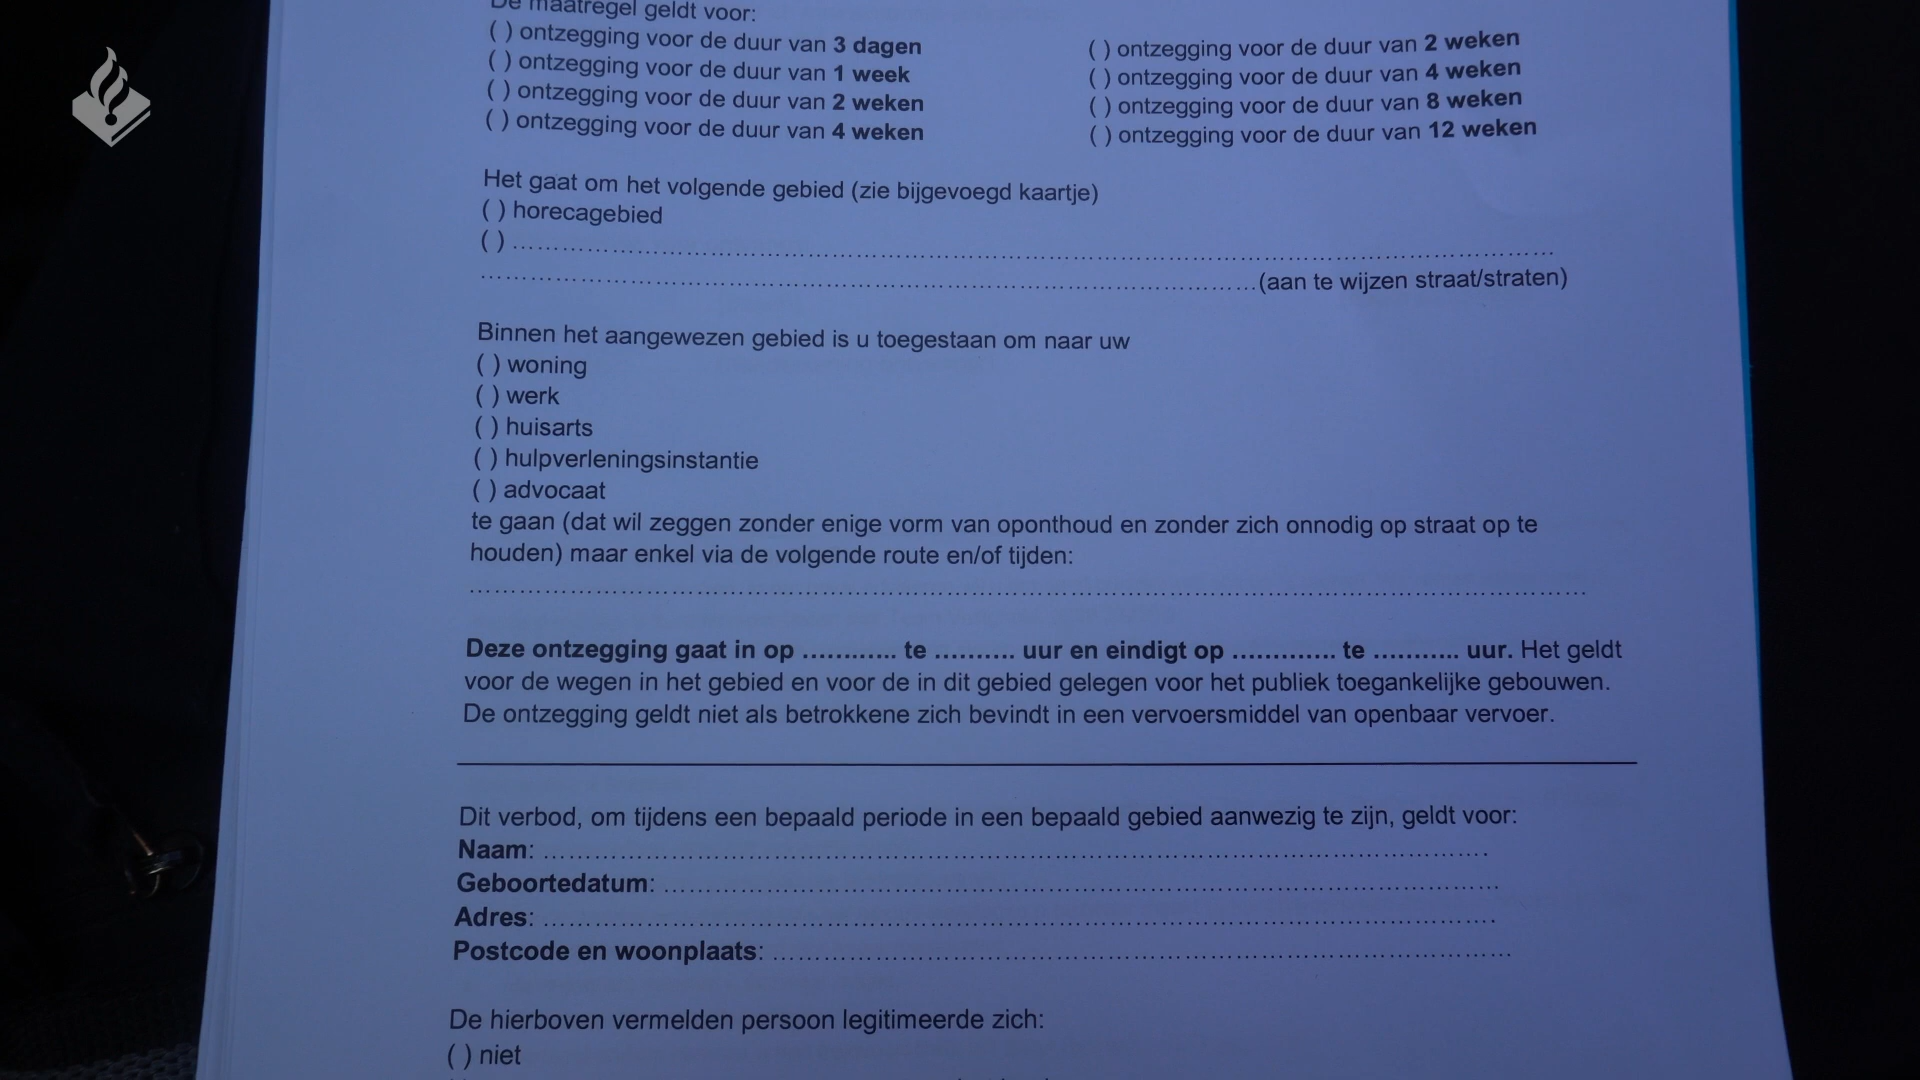 De maatregel geldt voor:
( ) ontzegging voor de duur van 3 dagen
( ) ontzegging voor de duur van 1 week
( ) ontzegging voor de duur van 2 weken
( ) ontzegging voor de duur van 4 weken
( ) ontzegging voor de duur van 2 weken
( ) ontzegging voor de duur van 4 weken
( ) ontzegging voor de duur van 8 weken
( ) ontzegging voor de duur van 12 weken
Het gaat om het volgende gebied (zie bijgevoegd kaartje)
( ) horecagebied
( ) ..........................................................................
..........................................................................(aan te wijzen straat/straten)
Binnen het aangewezen gebied is u toegestaan om naar uw
( ) woning
( ) werk
( ) huisarts
( ) hulpverleningsinstantie
( ) advocaat
te gaan (dat wil zeggen zonder enige vorm van oponthoud en zonder zich onnodig op straat op te
houden) maar enkel via de volgende route en/of tijden:
..........................................................................
Deze ontzegging gaat in op ............ te .......... uur en eindigt op ............. te ........... uur. Het geldt
voor de wegen in het gebied en voor de in dit gebied gelegen voor het publiek toegankelijke gebouwen.
De ontzegging geldt niet als betrokkene zich bevindt in een vervoersmiddel van openbaar vervoer.
Dit verbod, om tijdens een bepaald periode in een bepaald gebied aanwezig te zijn, geldt voor:
Naam: ..........................................................................
Geboortedatum: ..........................................................................
Adres: ..........................................................................
Postcode en woonplaats: ..........................................................................
De hierboven vermelden persoon legitimeerde zich:
( ) niet